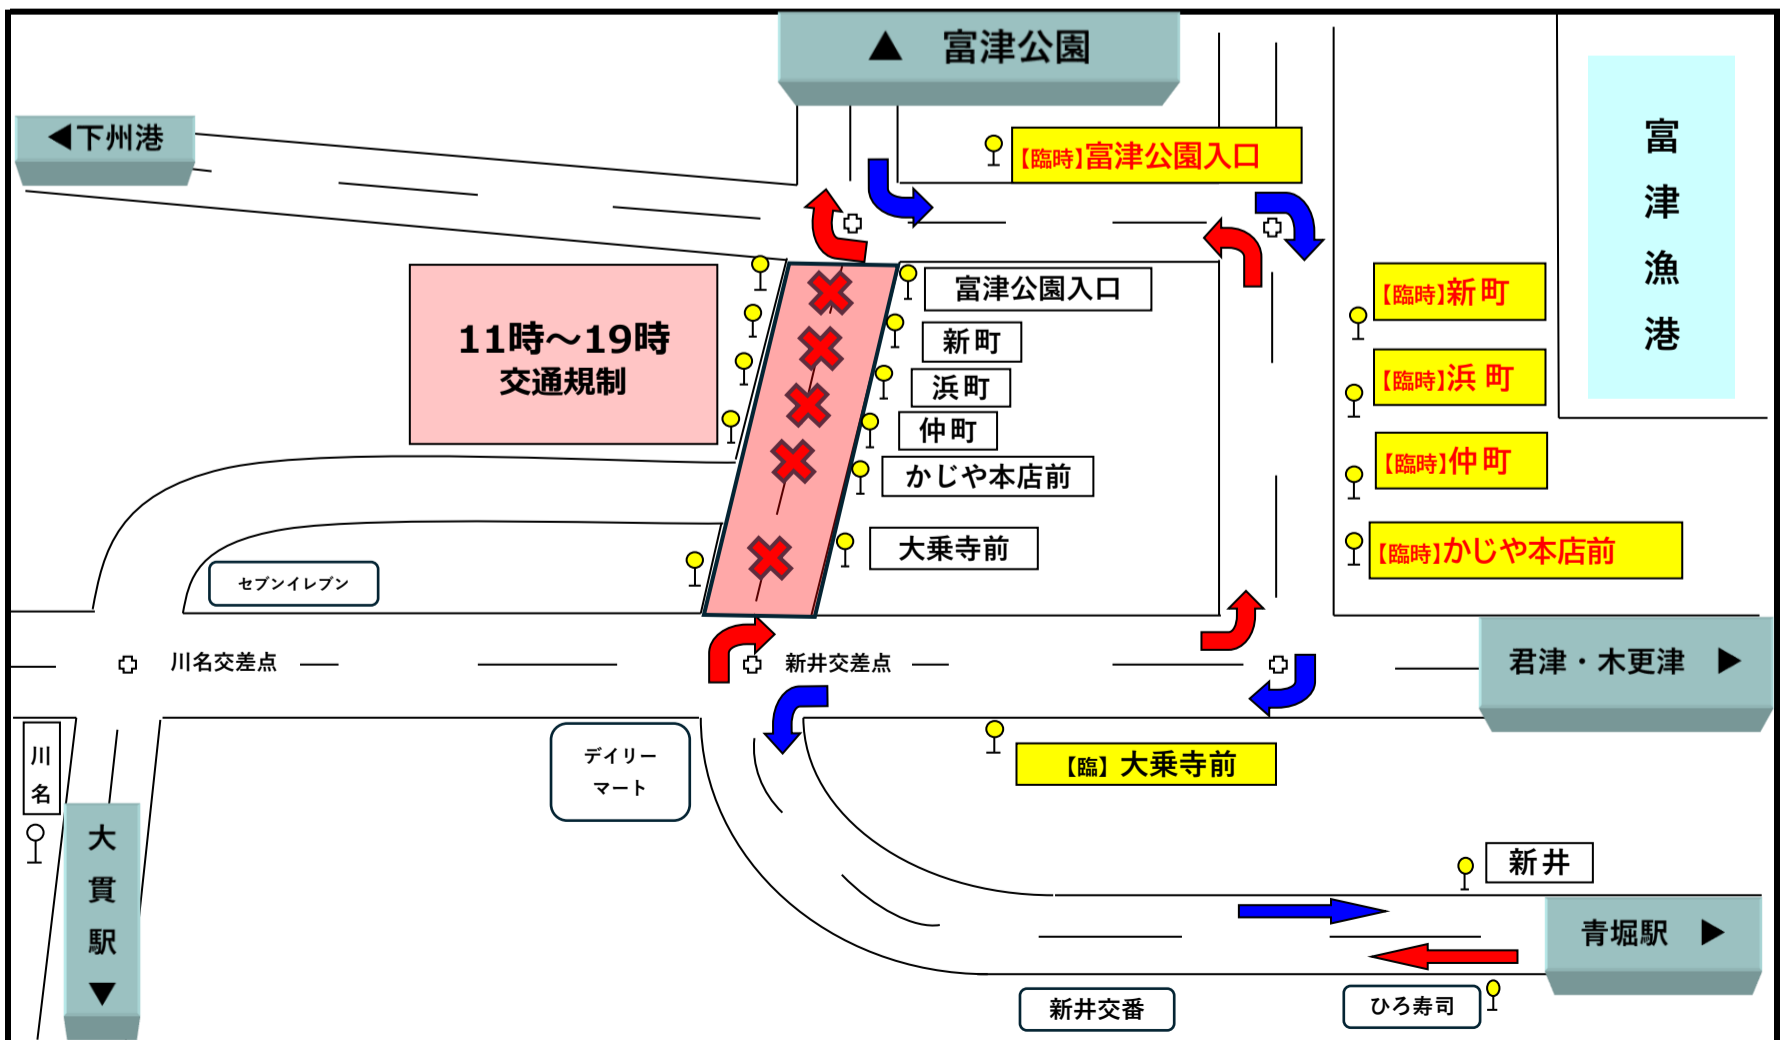 ▲ 富津公園
◀下州港
【臨時】富津公園入口
富津漁港
11時～19時
交通規制
富津公園入口
新町
浜町
仲町
かじや本店前
大乗寺前
【臨時】新町
【臨時】浜町
【臨時】仲町
【臨時】かじや本店前
セブンイレブン
川名交差点
新井交差点
君津・木更津 ▶
川名
デイリー
マート
【臨】大乗寺前
大貫駅▼
新井
青堀駅 ▶
新井交番
ひろ寿司